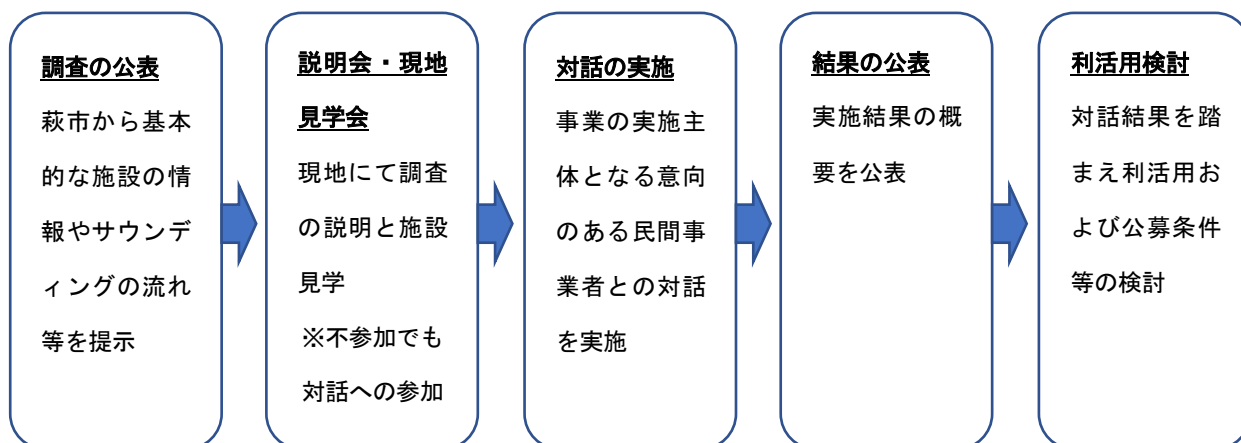 調査の公表
萩市から基本
的な施設の情
報やサウンデ
ィングの流れ
等を提示
説明会・現地
見学会
現地にて調査
の説明と施設
見学
※不参加でも
対話への参加
対話の実施
事業の実施主
体となる意向
のある民間事
業者との対話
を実施
結果の公表
実施結果の概
要を公表
利活用検討
対話結果を踏
まえ利活用お
よび公募条件
等の検討